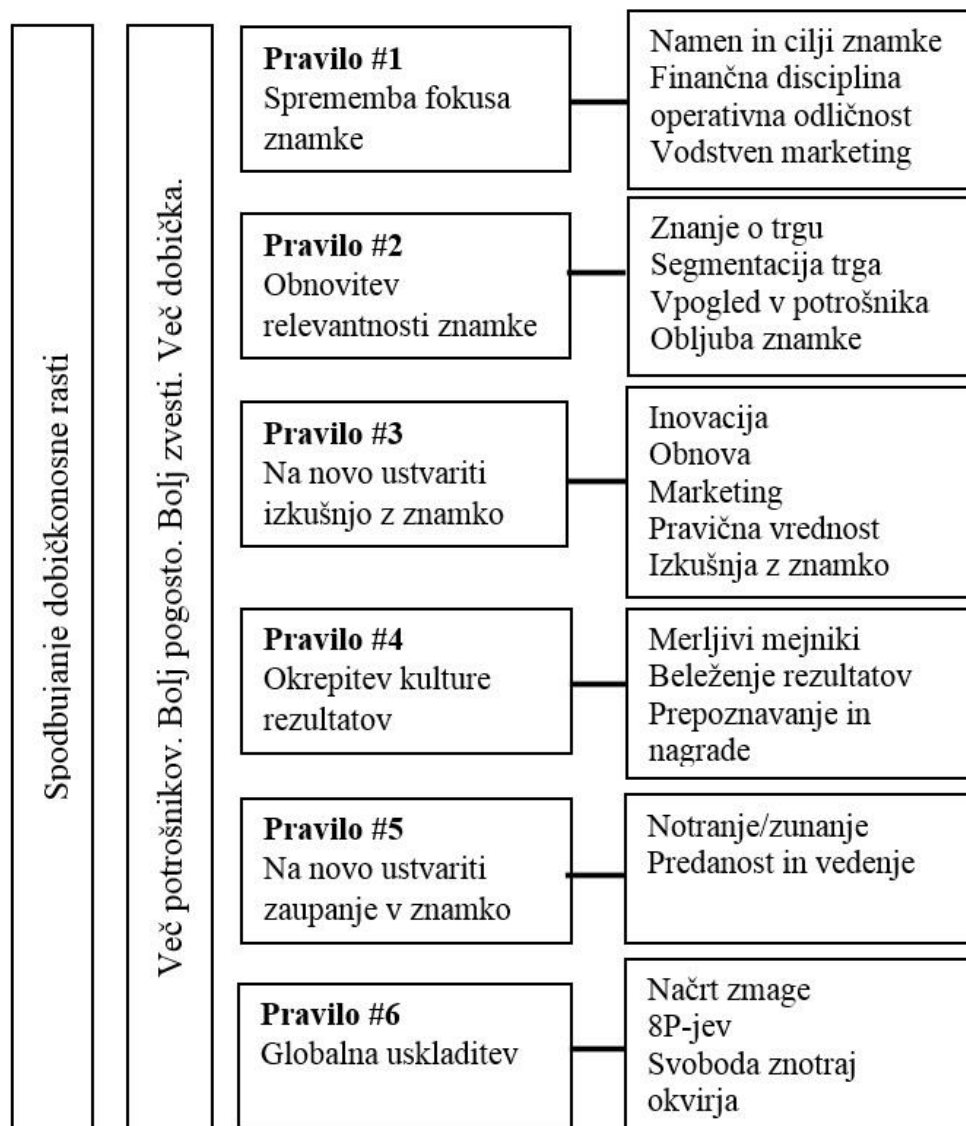 Spodbujanje dobičkonosne rasti
Več potrošnikov. Bolj pogosto. Bolj zvesti. Več dobička.
Pravilo #1
Sprememba fokusa
znamke
Namen in cilji znamke
Finančna disciplina
operativna odličnost
Vodstven marketing
Pravilo #2
Obnovitev
relevantnosti znamke
Znanje o trgu
Segmentacija trga
Vpogled v potrošnika
Obljuba znamke
Pravilo #3
Na novo ustvariti
izkušnjo z znamko
Inovacija
Obnova
Marketing
Pravična vrednost
Izkušnja z znamko
Pravilo #4
Okrepitev kulture
rezultatov
Merljivi mejniki
Beleženje rezultatov
Prepoznavanje in
nagrade
Pravilo #5
Na novo ustvariti
zaupanje v znamko
Notranje/zunanje
Predanost in vedenje
Pravilo #6
Globalna uskladitev
Načrt zmage
8P-jev
Svoboda znotraj
okvirja